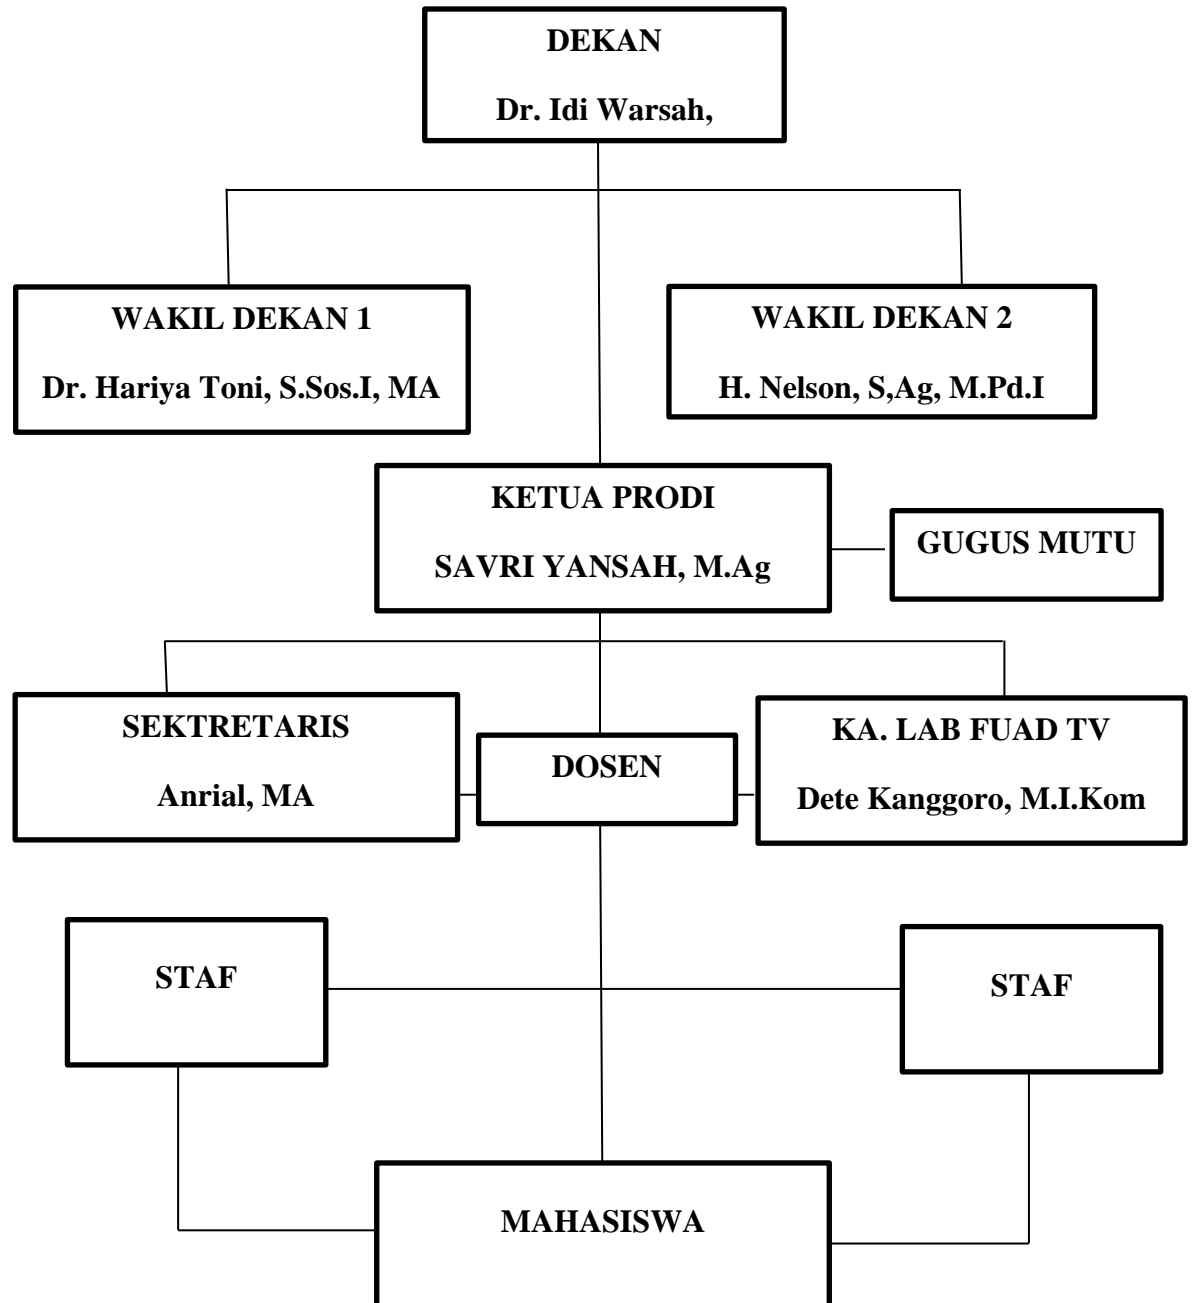 DEKAN
Dr. Idi Warsah,
WAKIL DEKAN 1
Dr. Hariya Toni, S.Sos.I, MA
WAKIL DEKAN 2
H. Nelson, S,Ag, M.Pd.I
KETUA PRODI
SAVRI YANSAH, M.Ag
GUGUS MUTU
SEKTRETARIS
Anrial, MA
DOSEN
KA. LAB FUAD TV
Dete Kanggoro, M.I.Kom
STAF
STAF
MAHASISWA